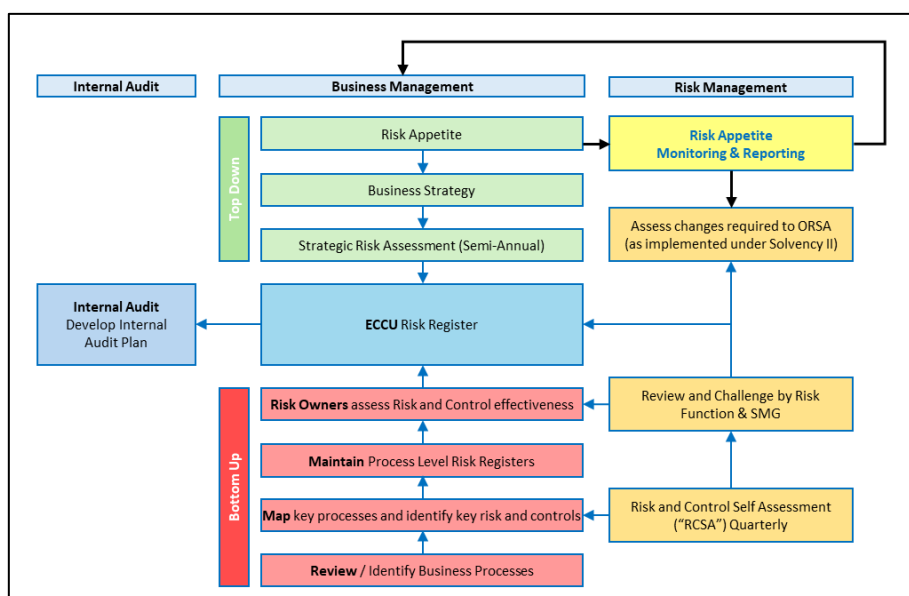 Internal Audit
Business Management
Risk Management
Top Down
Risk Appetite
Business Strategy
Strategic Risk Assessment (Semi-Annual)
Risk Appetite
Monitoring & Reporting
Assess changes required to ORSA
(as implemented under Solvency II)
Internal Audit
Develop Internal
Audit Plan
ECCU Risk Register
Bottom Up
Risk Owners assess Risk and Control effectiveness
Maintain Process Level Risk Registers
Map key processes and identify key risk and controls
Review / Identify Business Processes
Review and Challenge by Risk
Function & SMG
Risk and Control Self Assessment
("RCSA") Quarterly